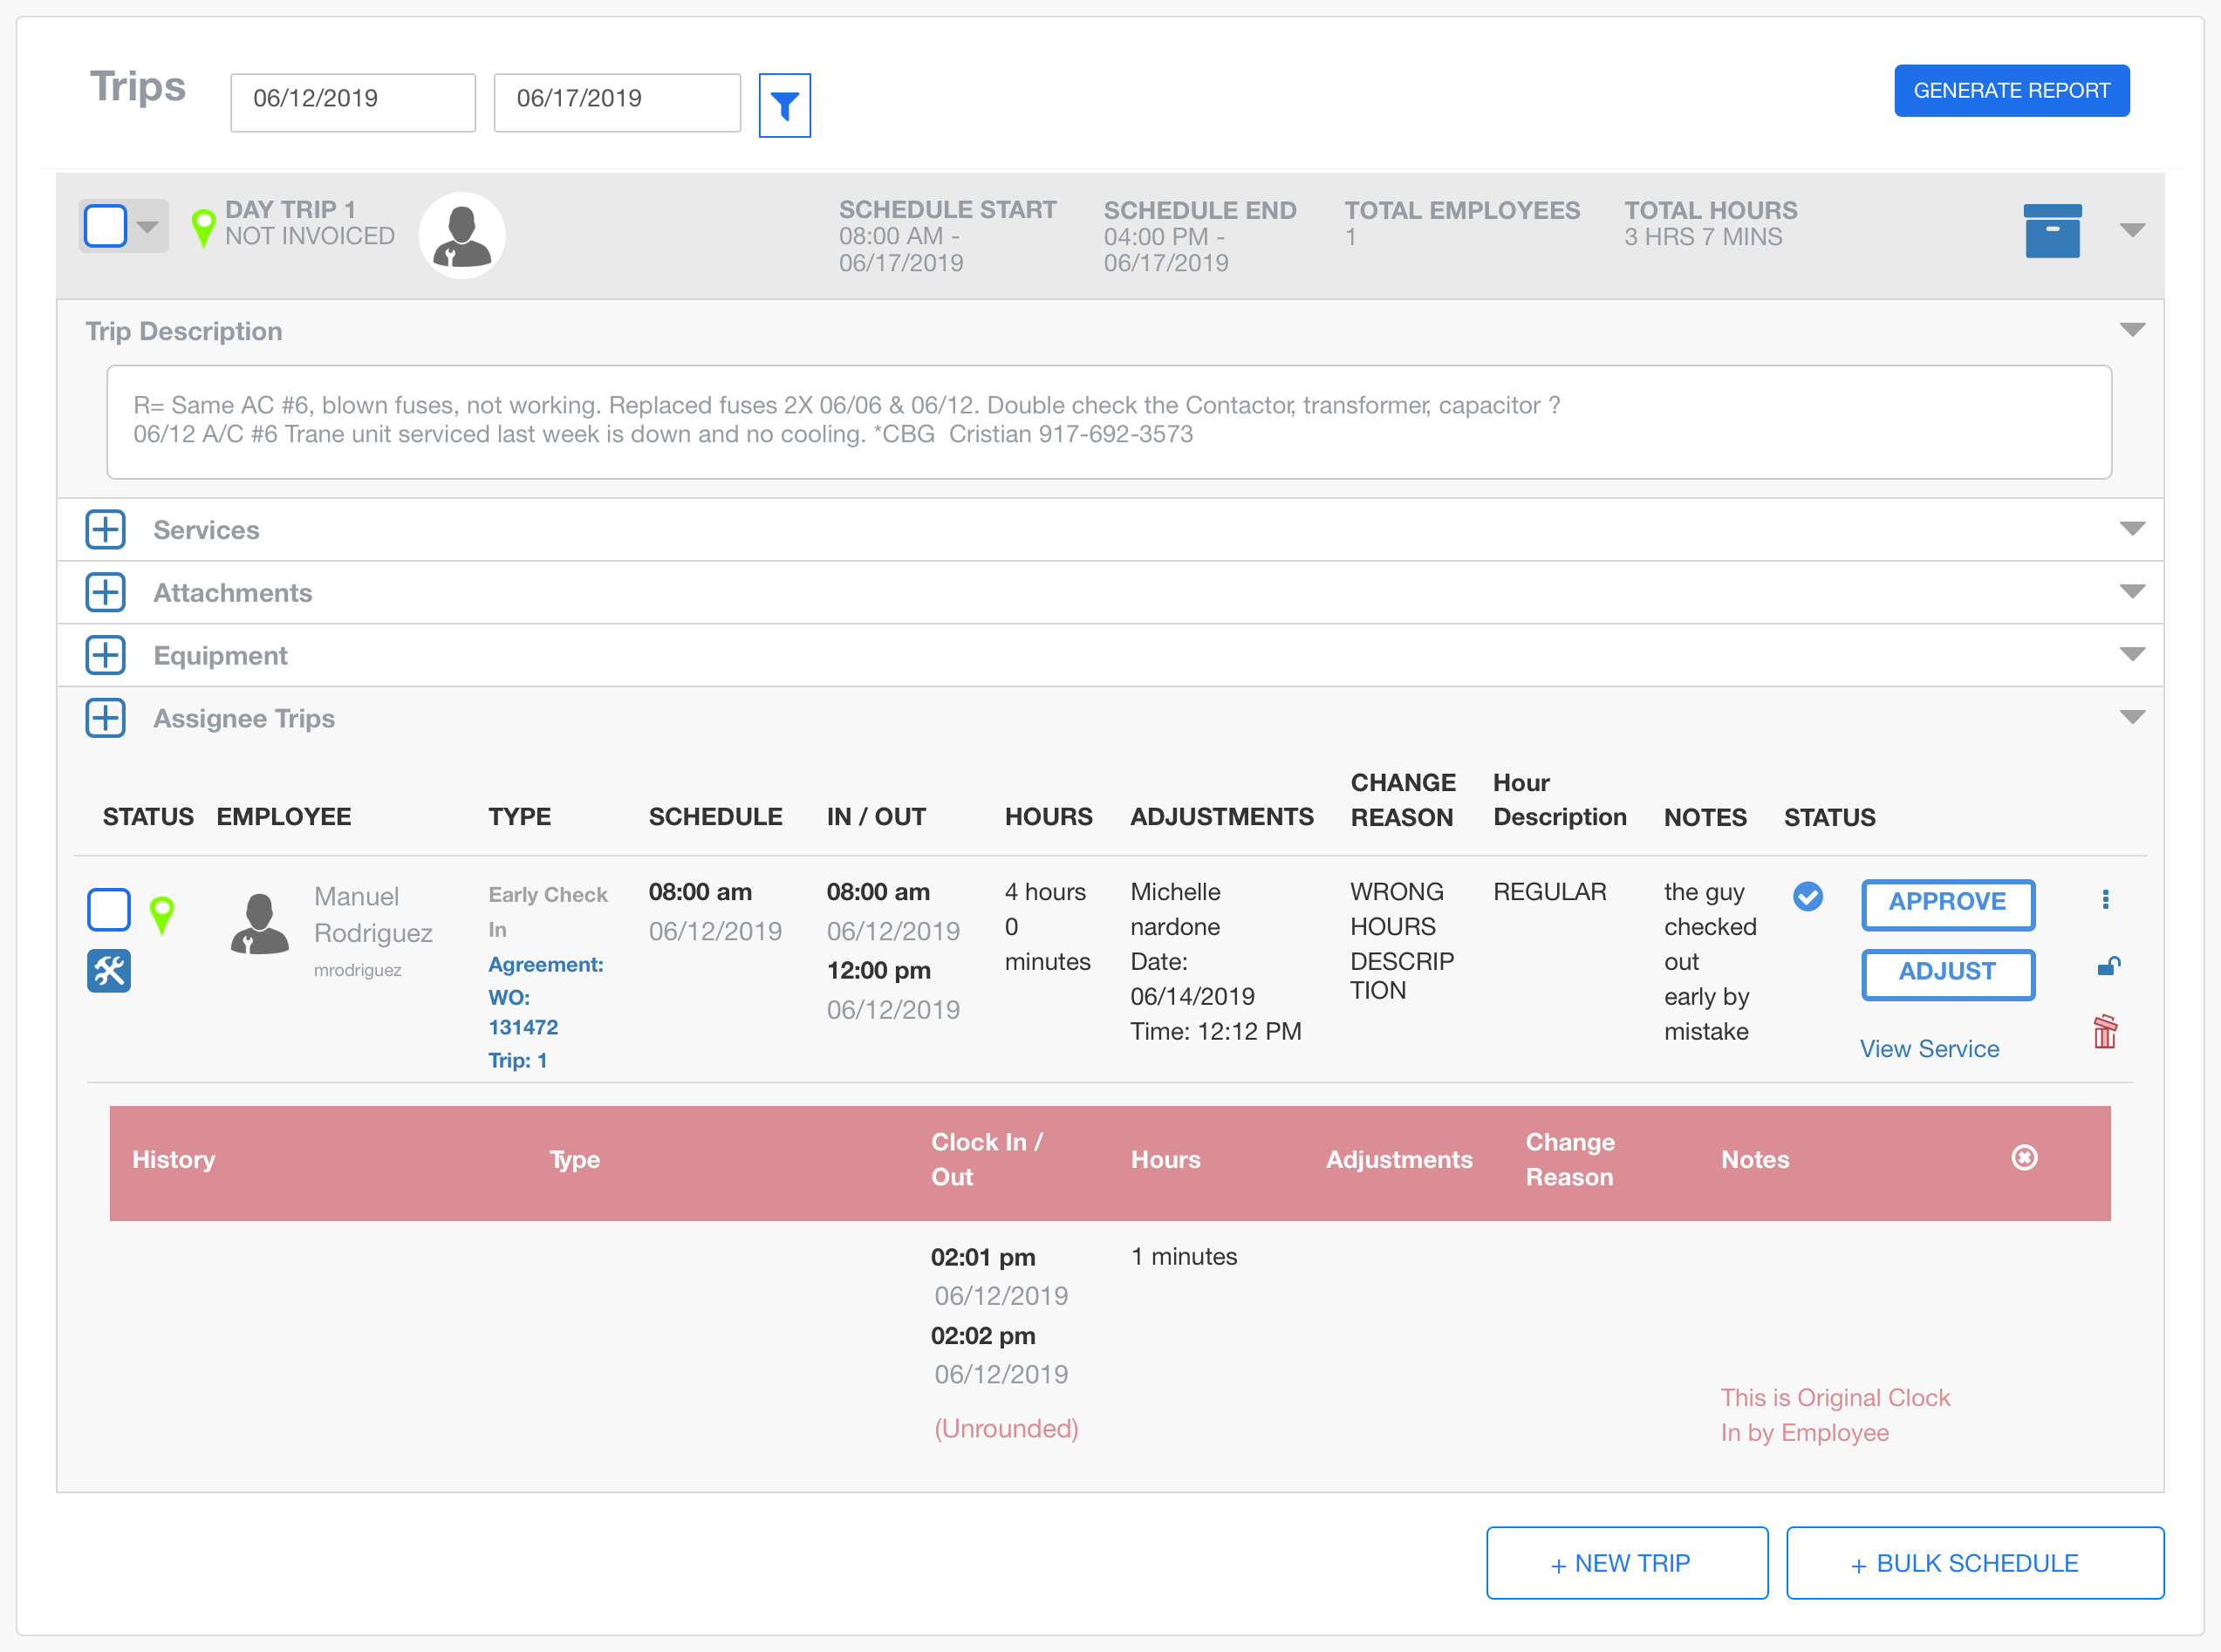 Trips
06/12/2019
06/17/2019
GENERATE REPORT
DAY TRIP 1
NOT INVOICED
SCHEDULE START
08:00 AM -
06/17/2019
SCHEDULE END
04:00 PM -
06/17/2019
TOTAL EMPLOYEES
1
TOTAL HOURS
3 HRS 7 MINS
Trip Description
R= Same AC #6, blown fuses, not working. Replaced fuses 2X 06/06 & 06/12. Double check the Contactor, transformer, capacitor ?
06/12 A/C #6 Trane unit serviced last week is down and no cooling. *CBG  Cristian 917-692-3573
Services
Attachments
Equipment
Assignee Trips
STATUS
EMPLOYEE
TYPE
SCHEDULE
IN / OUT
HOURS
ADJUSTMENTS
CHANGE
REASON
Hour
Description
NOTES
STATUS
Manuel
Rodriguez
mrodriguez
Early Check
In
Agreement:
WO:
131472
Trip: 1
08:00 am
06/12/2019
08:00 am
06/12/2019
12:00 pm
06/12/2019
4 hours
0
minutes
Michelle
nardone
Date:
06/14/2019
Time: 12:12 PM
WRONG
HOURS
DESCRIP
TION
REGULAR
the guy
checked
out
early by
mistake
APPROVE
ADJUST
View Service
History
Type
Clock In /
Out
Hours
Adjustments
Change
Reason
Notes
02:01 pm
06/12/2019
02:02 pm
06/12/2019
(Unrounded)
1 minutes
This is Original Clock
In by Employee
+ NEW TRIP
+ BULK SCHEDULE